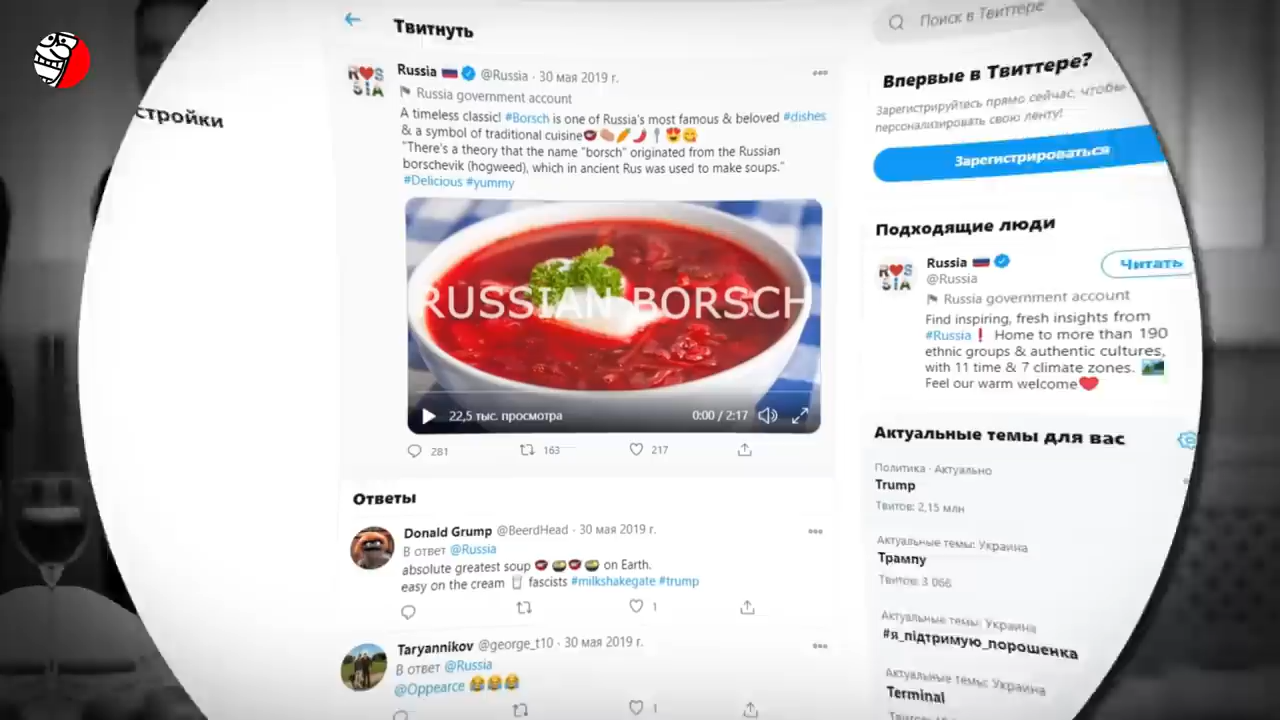 Твитнуть
Поиск в Твиттере
стройки
Russia @Russia · 30 мая 2019 г.
Russia government account
A timeless classic! #Borsch is one of Russia's most famous & beloved #dishes
& a symbol of traditional cuisine
"There's a theory that the name "borsch" originated from the Russian
borschevik (hogweed), which in ancient Rus was used to make soups."
#Delicious #yummy
RUSSIAN BORSCH
22,5 тыс. просмотра
0:00 / 2:17
281
163
217
Ответы
Donald Grump @BeerdHead · 30 мая 2019 г.
В ответ @Russia
absolute greatest soup on Earth.
easy on the cream fascists #milkshakegate #trump
1
Taryannikov @george_t10 · 30 мая 2019 г.
В ответ @Russia
@Oppearce
1
Впервые в Твиттере?
Зарегистрируйтесь прямо сейчас, чтобы
персонализировать свою ленту!
Зарегистрироваться
Подходящие люди
R♥S
SIA
Russia
Читать
@Russia
Russia government account
Find inspiring, fresh insights from
#Russia❗ Home to more than 190
ethnic groups & authentic cultures,
with 11 time & 7 climate zones.
Feel our warm welcome
Актуальные темы для вас
Политика · Актуально
Trump
Твитов: 2,15 млн
Актуальные темы: Украина
Трампу
Твитов: 3 066
Актуальные темы: Украина
#я_підтримую_порошенка
Актуальные темы: Украина
Terminal